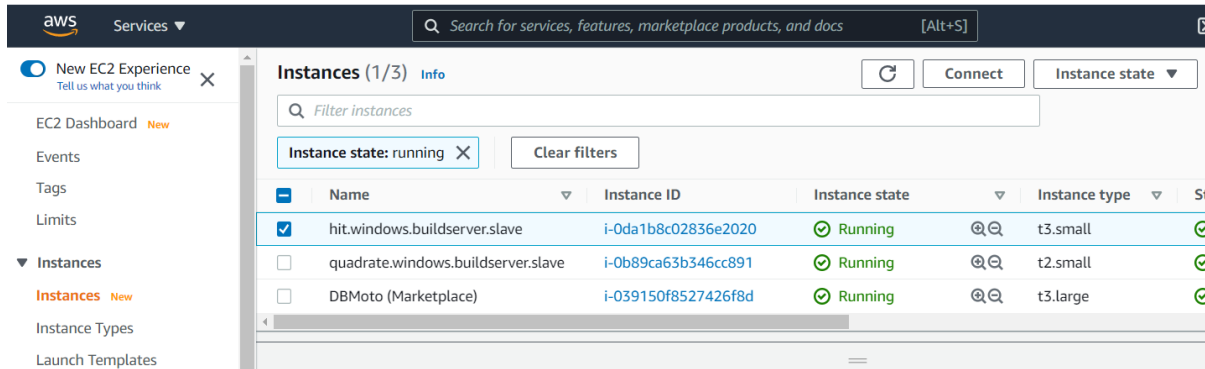 aws Services Search for services, features, marketplace products, and docs [Alt+S]
New EC2 Experience
Tell us what you think
EC2 Dashboard New
Events
Tags
Limits
Instances
Instances New
Instance Types
Launch Templates
Instances (1/3) Info Connect Instance state
Filter instances
Instance state: running Clear filters
Name Instance ID Instance state Instance type
hit.windows.buildserver.slave i-0da1b8c02836e2020 Running t3.small
quadrate.windows.buildserver.slave i-0b89ca63b346cc891 Running t2.small
DBMoto (Marketplace) i-039150f8527426f8d Running t3.large